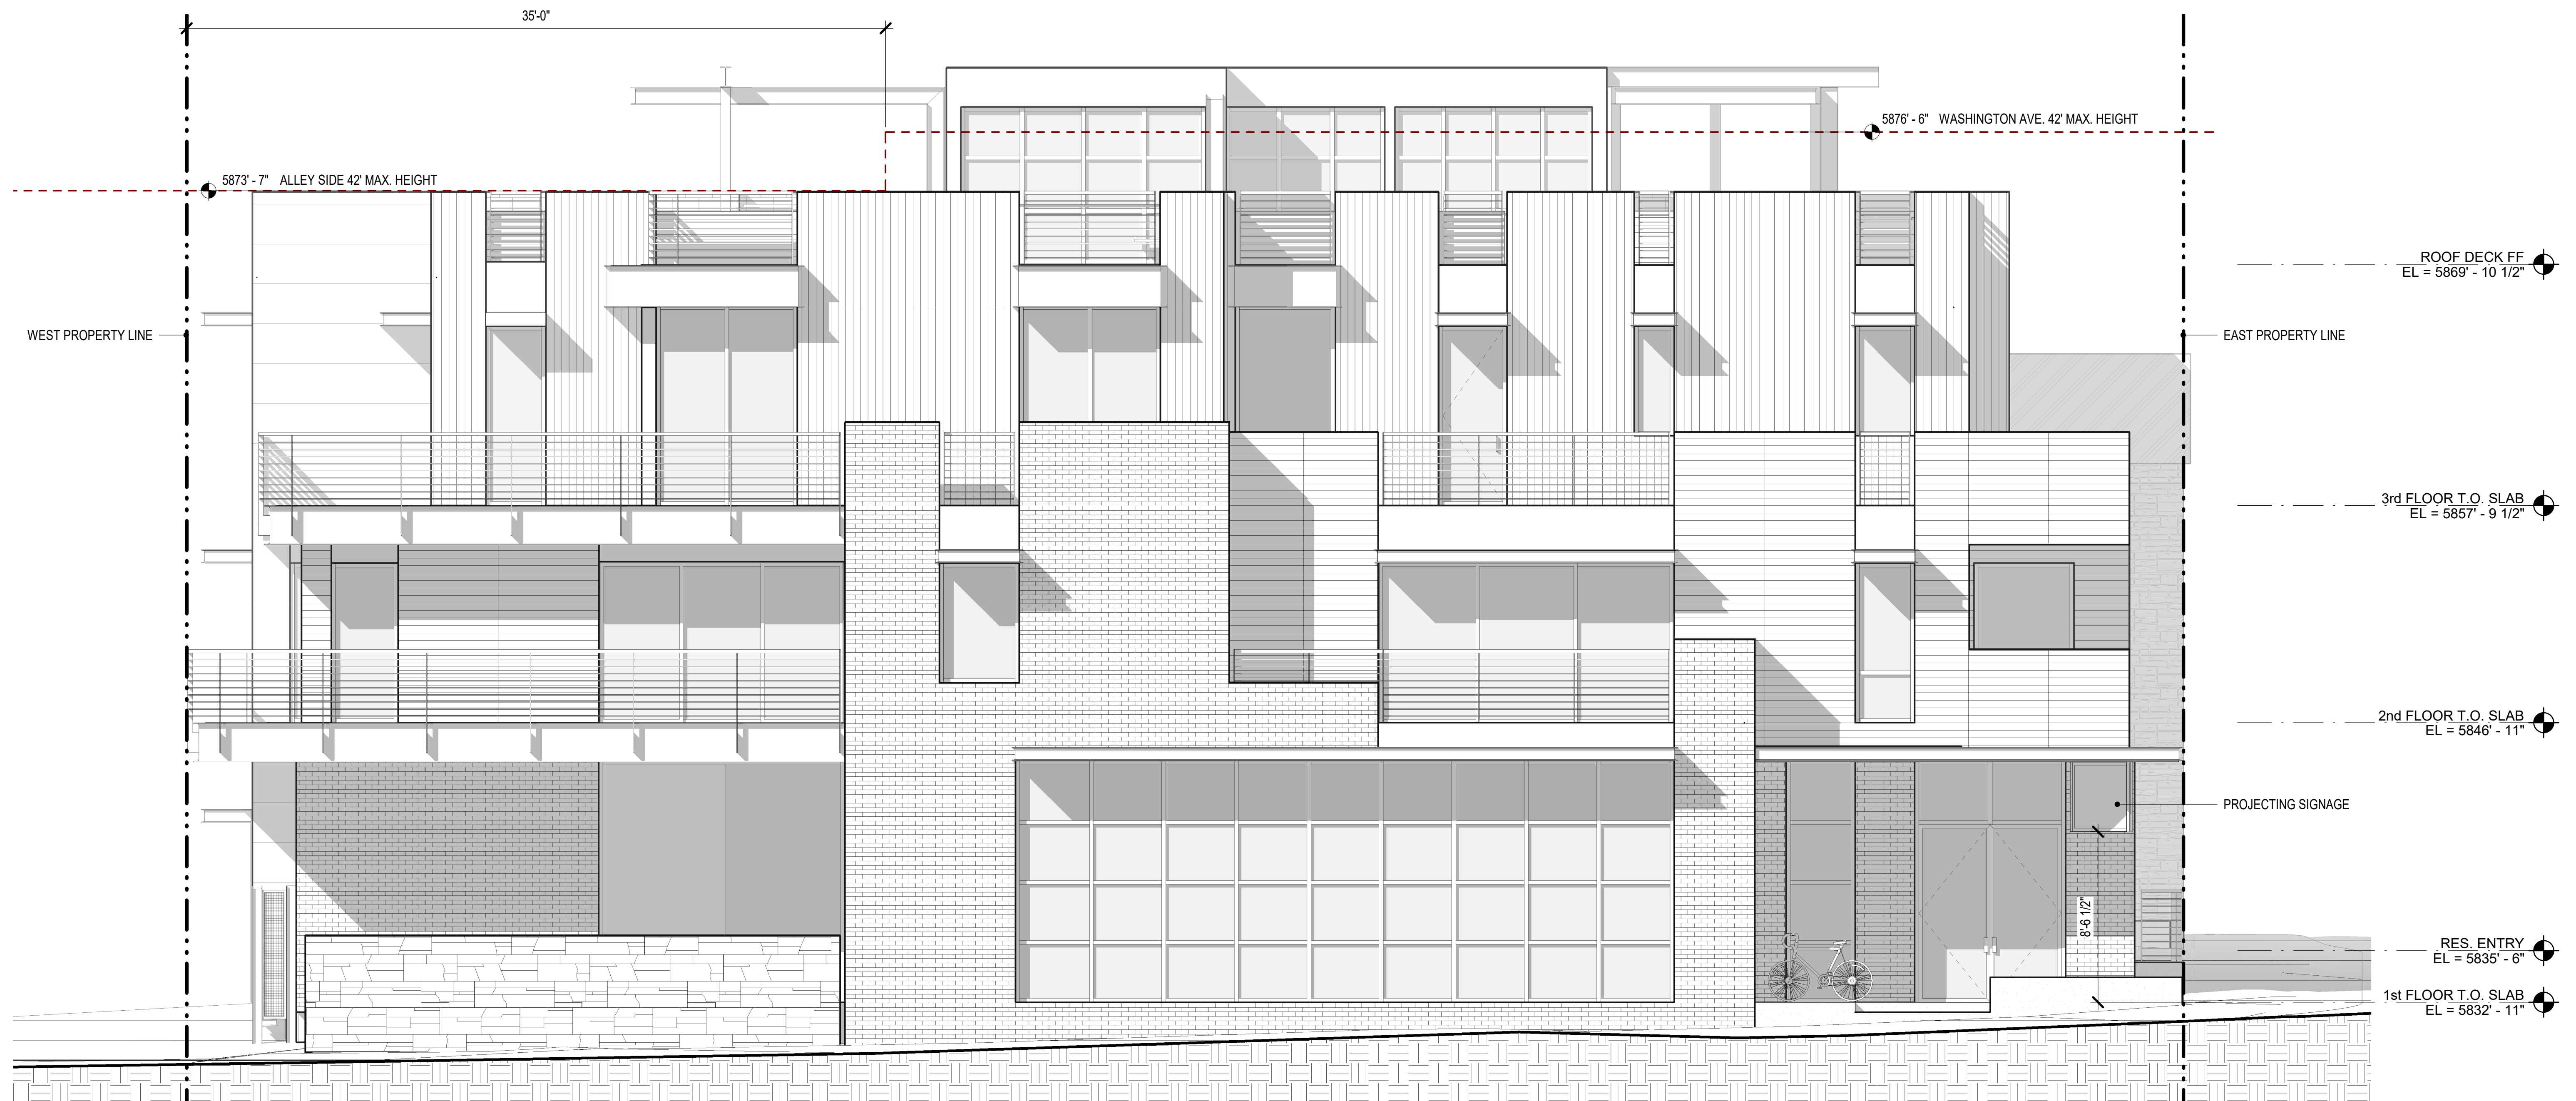 35'-0"
5876' - 6" WASHINGTON AVE. 42' MAX. HEIGHT
5873' - 7" ALLEY SIDE 42' MAX. HEIGHT
ROOF DECK FF
EL = 5869' - 10 1/2"
WEST PROPERTY LINE
EAST PROPERTY LINE
3rd FLOOR T.O. SLAB
EL = 5857' - 9 1/2"
2nd FLOOR T.O. SLAB
EL = 5846' - 11"
PROJECTING SIGNAGE
8'-6 1/2"
RES. ENTRY
EL = 5835' - 6"
1st FLOOR T.O. SLAB
EL = 5832' - 11"